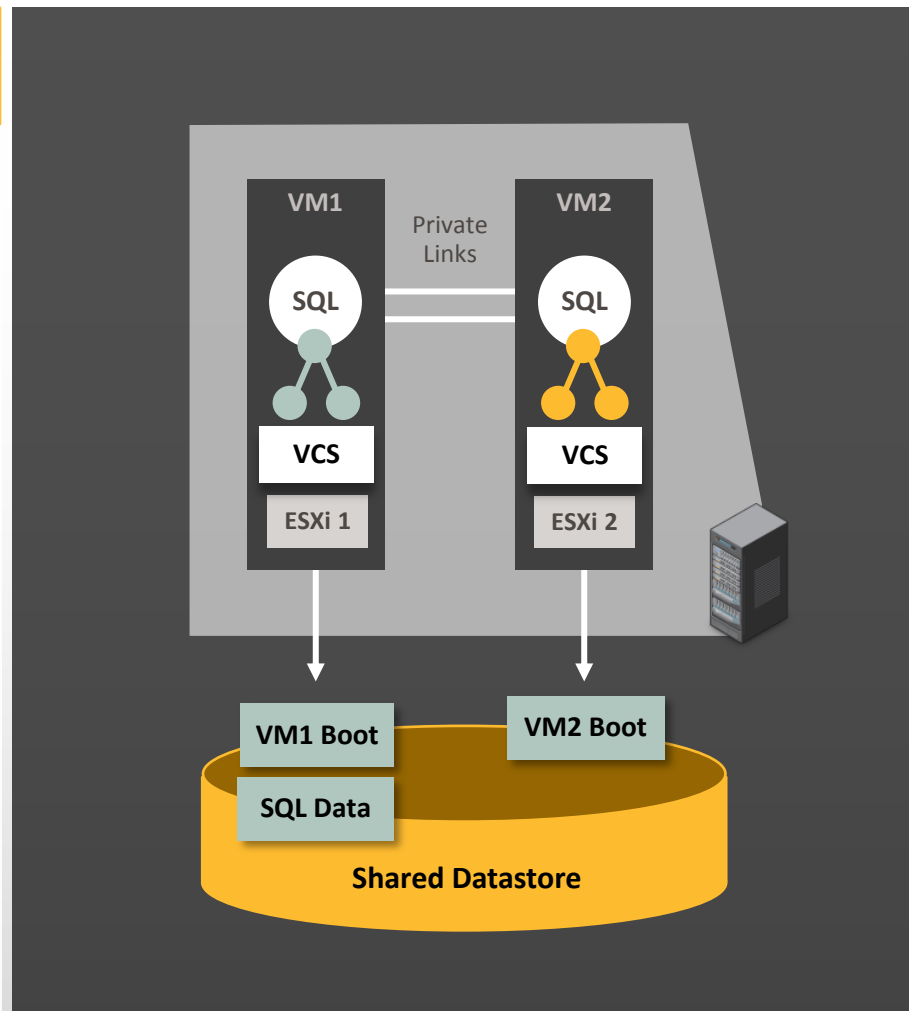 VM1
VM2
Private
Links
SQL
SQL
VCS
VCS
ESXi 1
ESXi 2
VM1 Boot
VM2 Boot
SQL Data
Shared Datastore